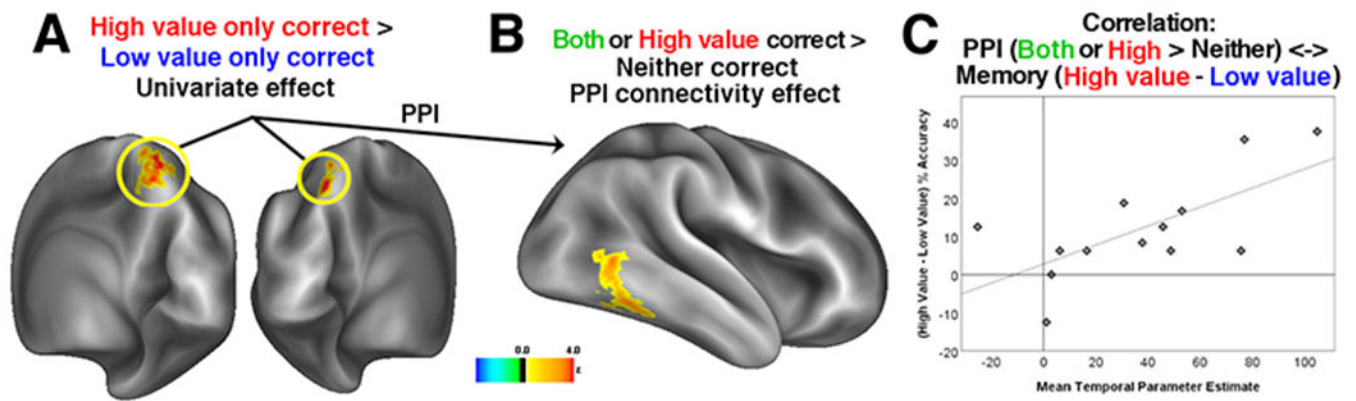 A
High value only correct >
Low value only correct
Univariate effect
PPI
B
Both or High value correct >
Neither correct
PPI connectivity effect
0.0
4.0
z
C
Correlation:
PPI (Both or High > Neither) <->
Memory (High value - Low value)
(High Value - Low Value) % Accuracy
40
30
20
10
0
-10
-20
-20
0
20
40
60
80
100
Mean Temporal Parameter Estimate